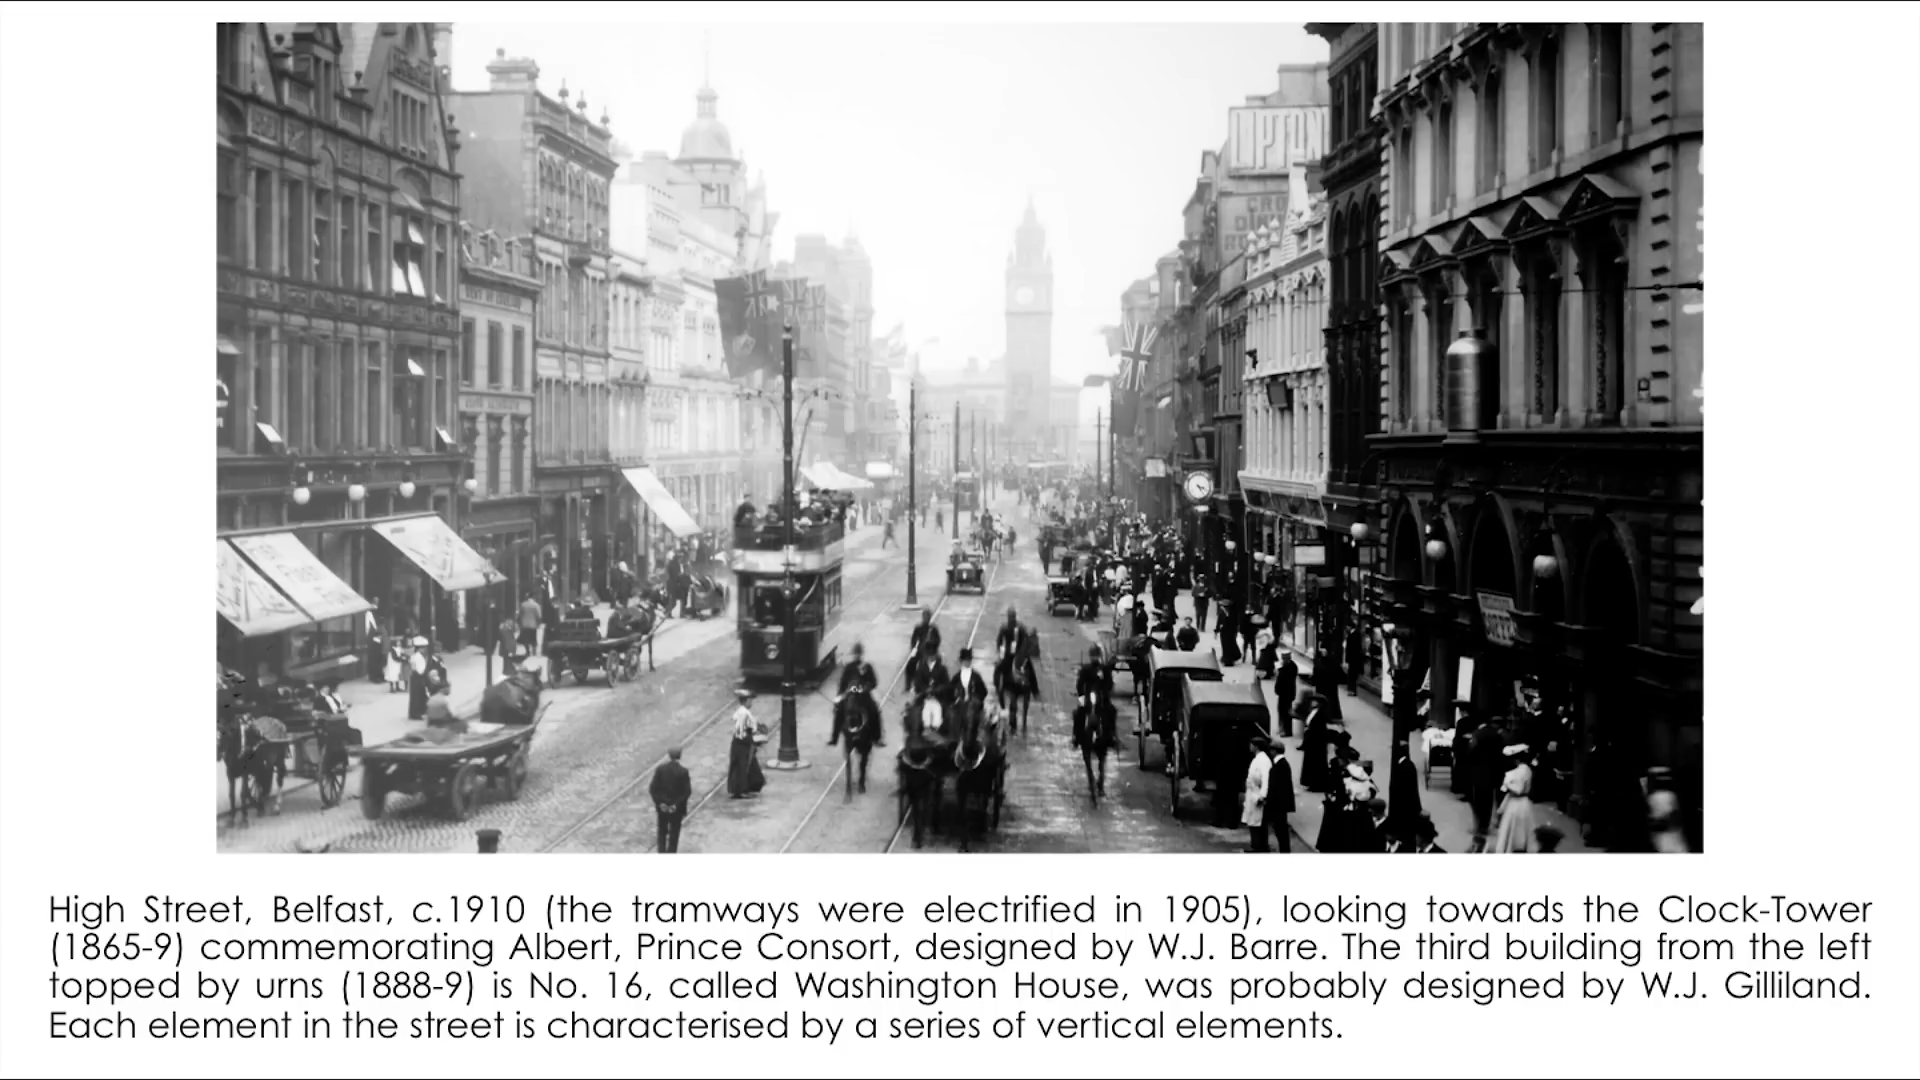 LIPTON
High Street, Belfast, c.1910 (the tramways were electrified in 1905), looking towards the Clock-Tower
(1865-9) commemorating Albert, Prince Consort, designed by W.J. Barre. The third building from the left
topped by urns (1888-9) is No. 16, called Washington House, was probably designed by W.J. Gilliland.
Each element in the street is characterised by a series of vertical elements.